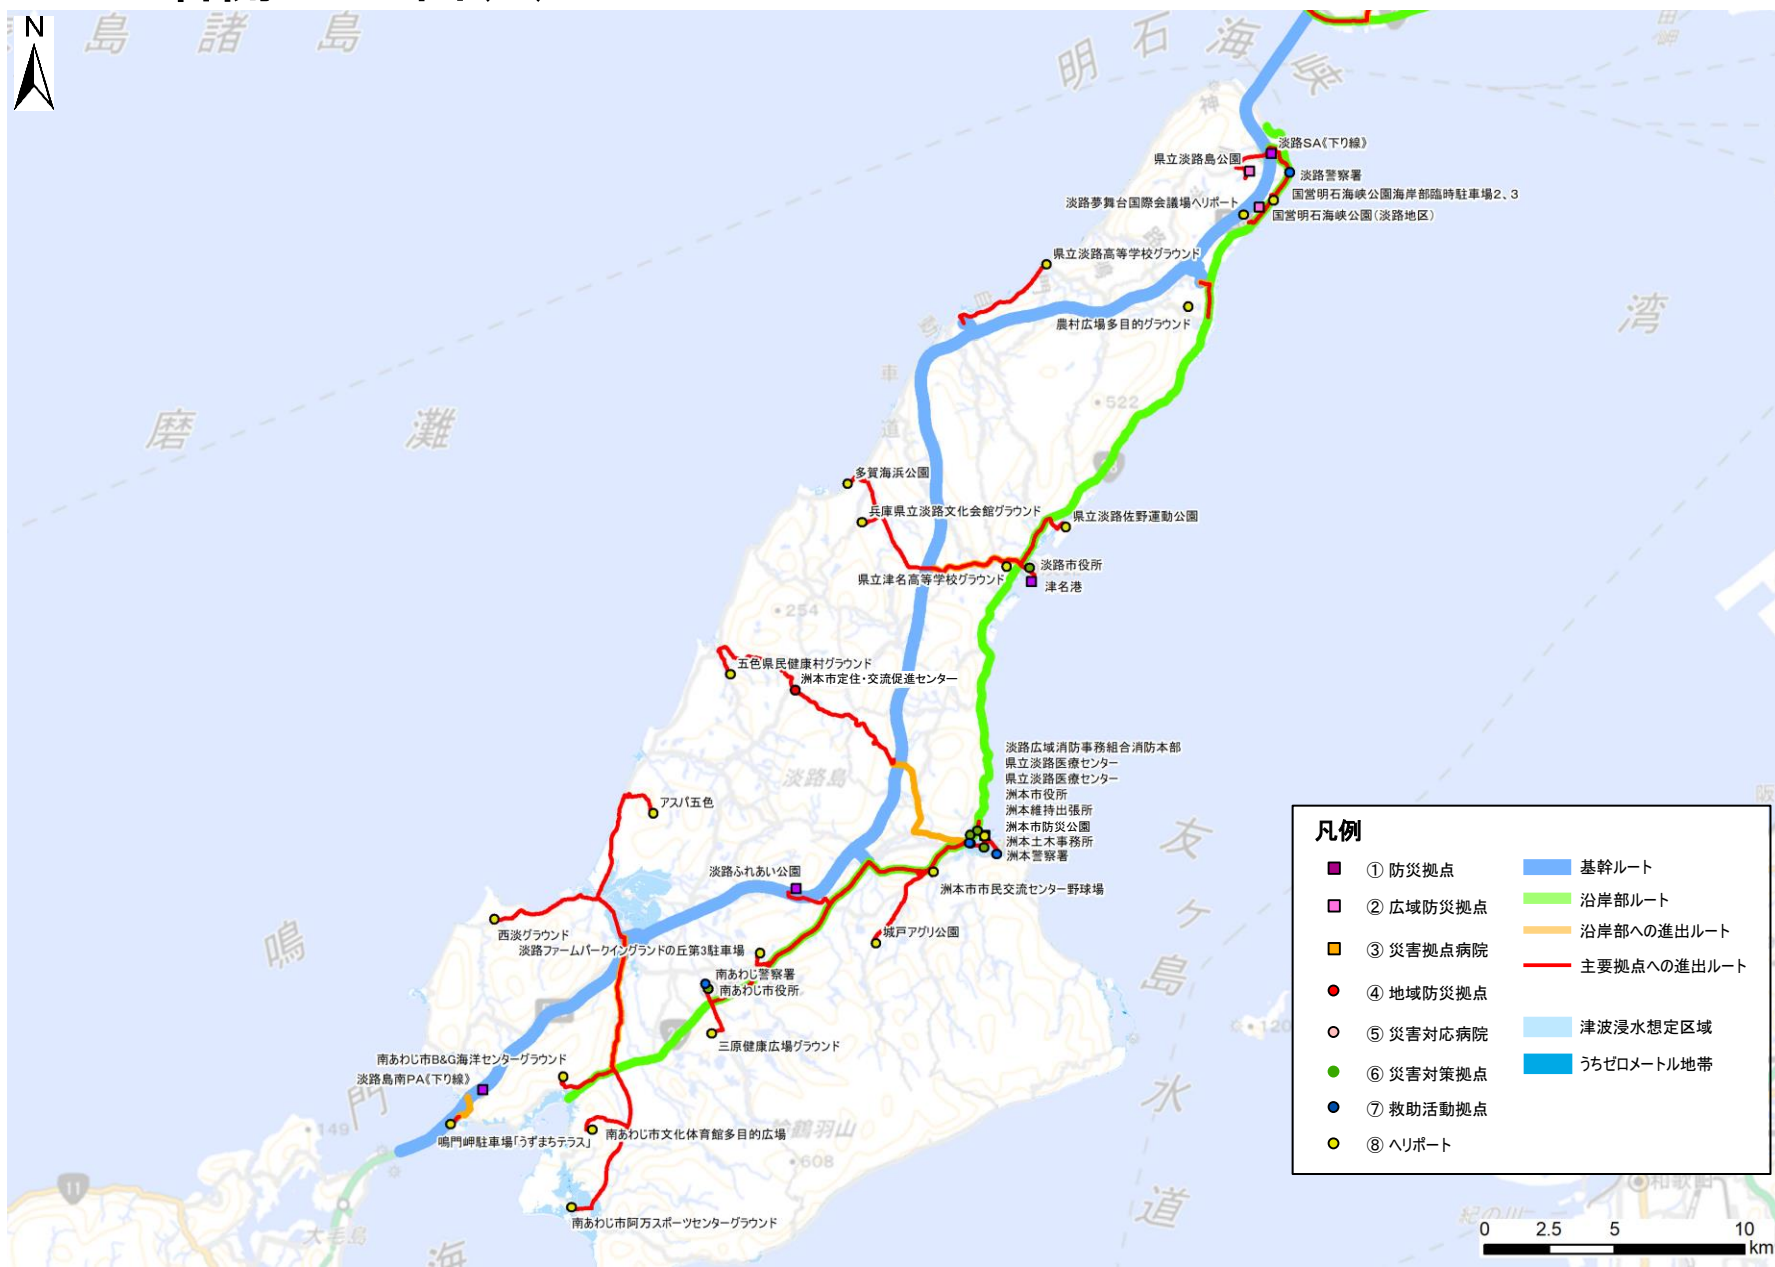 N
島 諸 島
明 石 海 峡
淡路SA《下り線》
県立淡路島公園
淡路警察署
国営明石海峡公園海岸部臨時駐車場2、3
淡路夢舞台国際会議場ヘリポート
国営明石海峡公園(淡路地区)
県立淡路高等学校グラウンド
農村広場多目的グラウンド
湾
神
車
道
522
磨 灘
多賀海浜公園
兵庫県立淡路文化会館グラウンド
県立淡路佐野運動公園
淡路市役所
県立津名高等学校グラウンド
津名港
254
五色県民健康村グラウンド
洲本市定住・交流促進センター
淡路島
淡路広域消防事務組合消防本部
県立淡路医療センター
県立淡路医療センター
洲本市役所
洲本維持出張所
洲本市防災公園
洲本土木事務所
洲本警察署
アスパ五色
淡路ふれあい公園
洲本市市民交流センター野球場
西淡グラウンド
城戸アグリ公園
淡路ファームパークイングランドの丘第3駐車場
南あわじ警察署
南あわじ市役所
三原健康広場グラウンド
南あわじ市B&G海洋センターグラウンド
淡路島南PA《下り線》
鳴門岬駐車場「うずまちテラス」
南あわじ市文化体育館多目的広場
南あわじ市阿万スポーツセンターグラウンド
鳴 門 海
友 ケ 島 水 道
149
608
120
11
大毛島
鶴羽山
和歌山
紀の川
凡例
① 防災拠点
② 広域防災拠点
③ 災害拠点病院
④ 地域防災拠点
⑤ 災害対応病院
⑥ 災害対策拠点
⑦ 救助活動拠点
⑧ ヘリポート
基幹ルート
沿岸部ルート
沿岸部への進出ルート
主要拠点への進出ルート
津波浸水想定区域
うちゼロメートル地帯
0 2.5 5 10
km